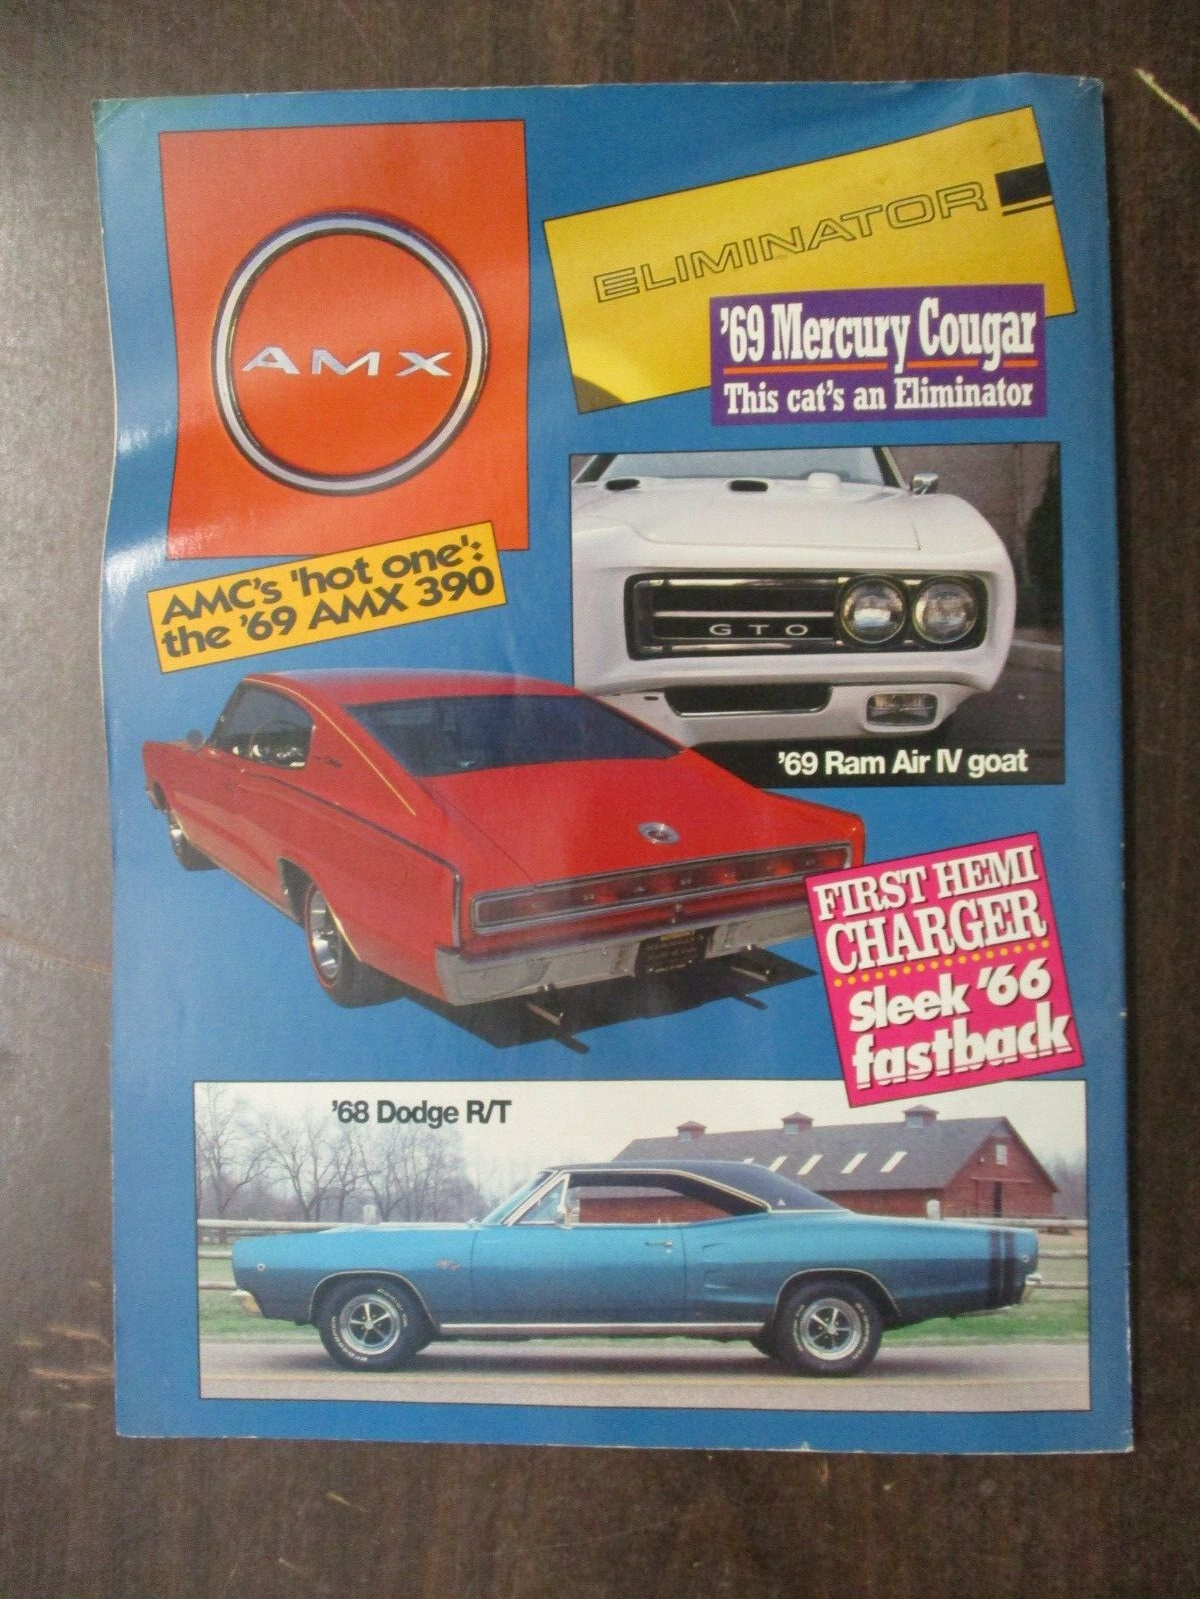 AMX
ELIMINATOR
'69 Mercury Cougar
This cat's an Eliminator
AMC's 'hot one':
the '69 AMX 390
GTO
'69 Ram Air IV goat
CHARGER
FIRST HEMI
CHARGER
Sleek '66
fastback
'68 Dodge R/T